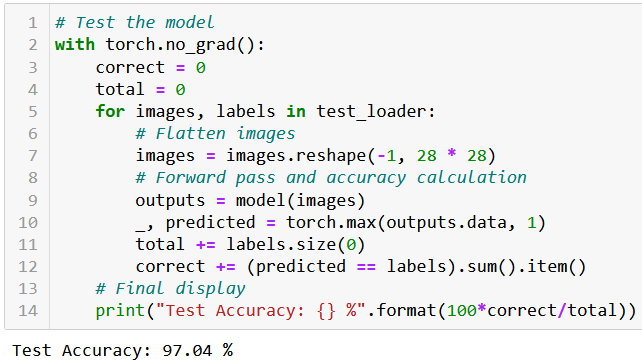 1 # Test the model
2 with torch.no_grad():
3     correct = 0
4     total = 0
5     for images, labels in test_loader:
6         # Flatten images
7         images = images.reshape(-1, 28 * 28)
8         # Forward pass and accuracy calculation
9         outputs = model(images)
10         _, predicted = torch.max(outputs.data, 1)
11         total += labels.size(0)
12         correct += (predicted == labels).sum().item()
13     # Final display
14     print("Test Accuracy: {} %".format(100*correct/total))
Test Accuracy: 97.04 %